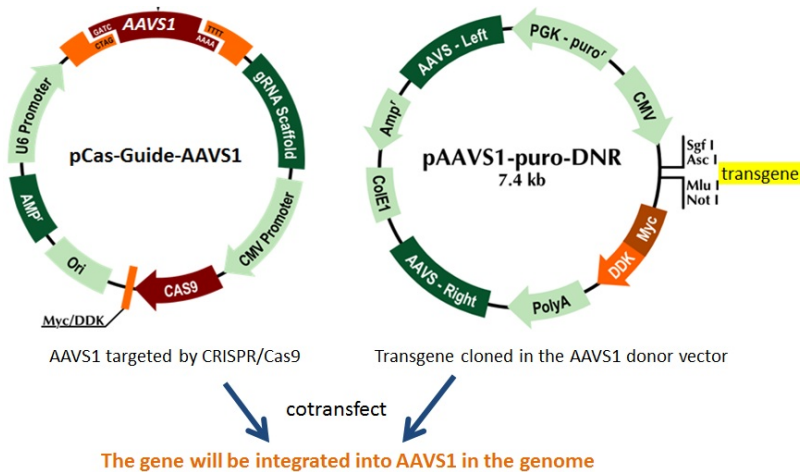 GATC
AAVS1
TTTT
CTAG
AAAA
U6 Promoter
gRNA Scaffold
pCas-Guide-AAVS1
AMPʳ
CMV Promoter
Ori
CAS9
Myc/DDK
AAVS1 targeted by CRISPR/Cas9
AAVS - Left
PGK - puroʳ
Ampʳ
CMV
pAAVS1-puro-DNR
7.4 kb
Sgf I
Asc I
transgene
Mlu I
Not I
ColE1
Myc
DDK
AAVS - Right
PolyA
Transgene cloned in the AAVS1 donor vector
cotransfect
The gene will be integrated into AAVS1 in the genome